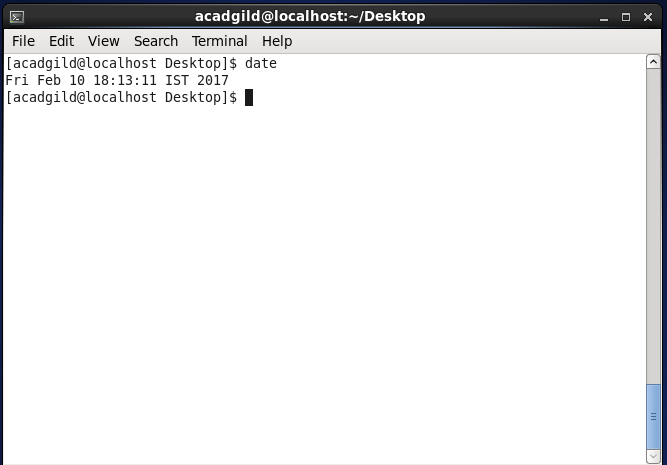 acadgild@localhost:~/Desktop
File Edit View Search Terminal Help
[acadgild@localhost Desktop]$ date
Fri Feb 10 18:13:11 IST 2017
[acadgild@localhost Desktop]$